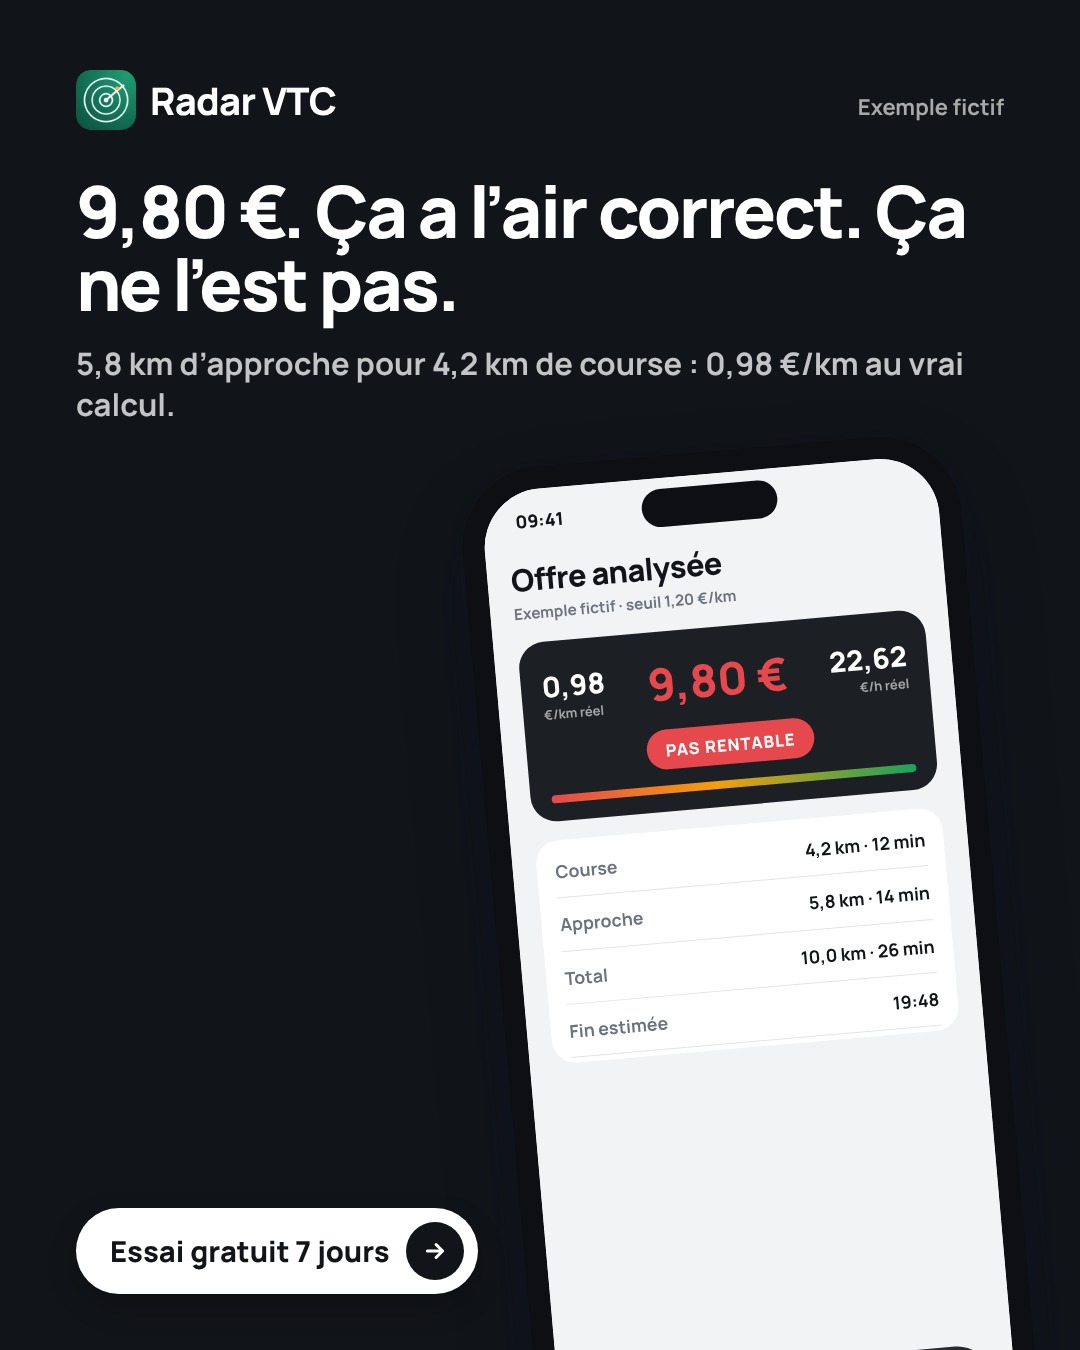 Radar VTC
Exemple fictif
9,80 €. Ça a l’air correct. Ça
ne l’est pas.
5,8 km d’approche pour 4,2 km de course : 0,98 €/km au vrai
calcul.
09:41
Offre analysée
Exemple fictif · seuil 1,20 €/km
0,98
€/km réel
9,80 €
22,62
€/h réel
PAS RENTABLE
Course
4,2 km · 12 min
Approche
5,8 km · 14 min
Total
10,0 km · 26 min
Fin estimée
19:48
Essai gratuit 7 jours